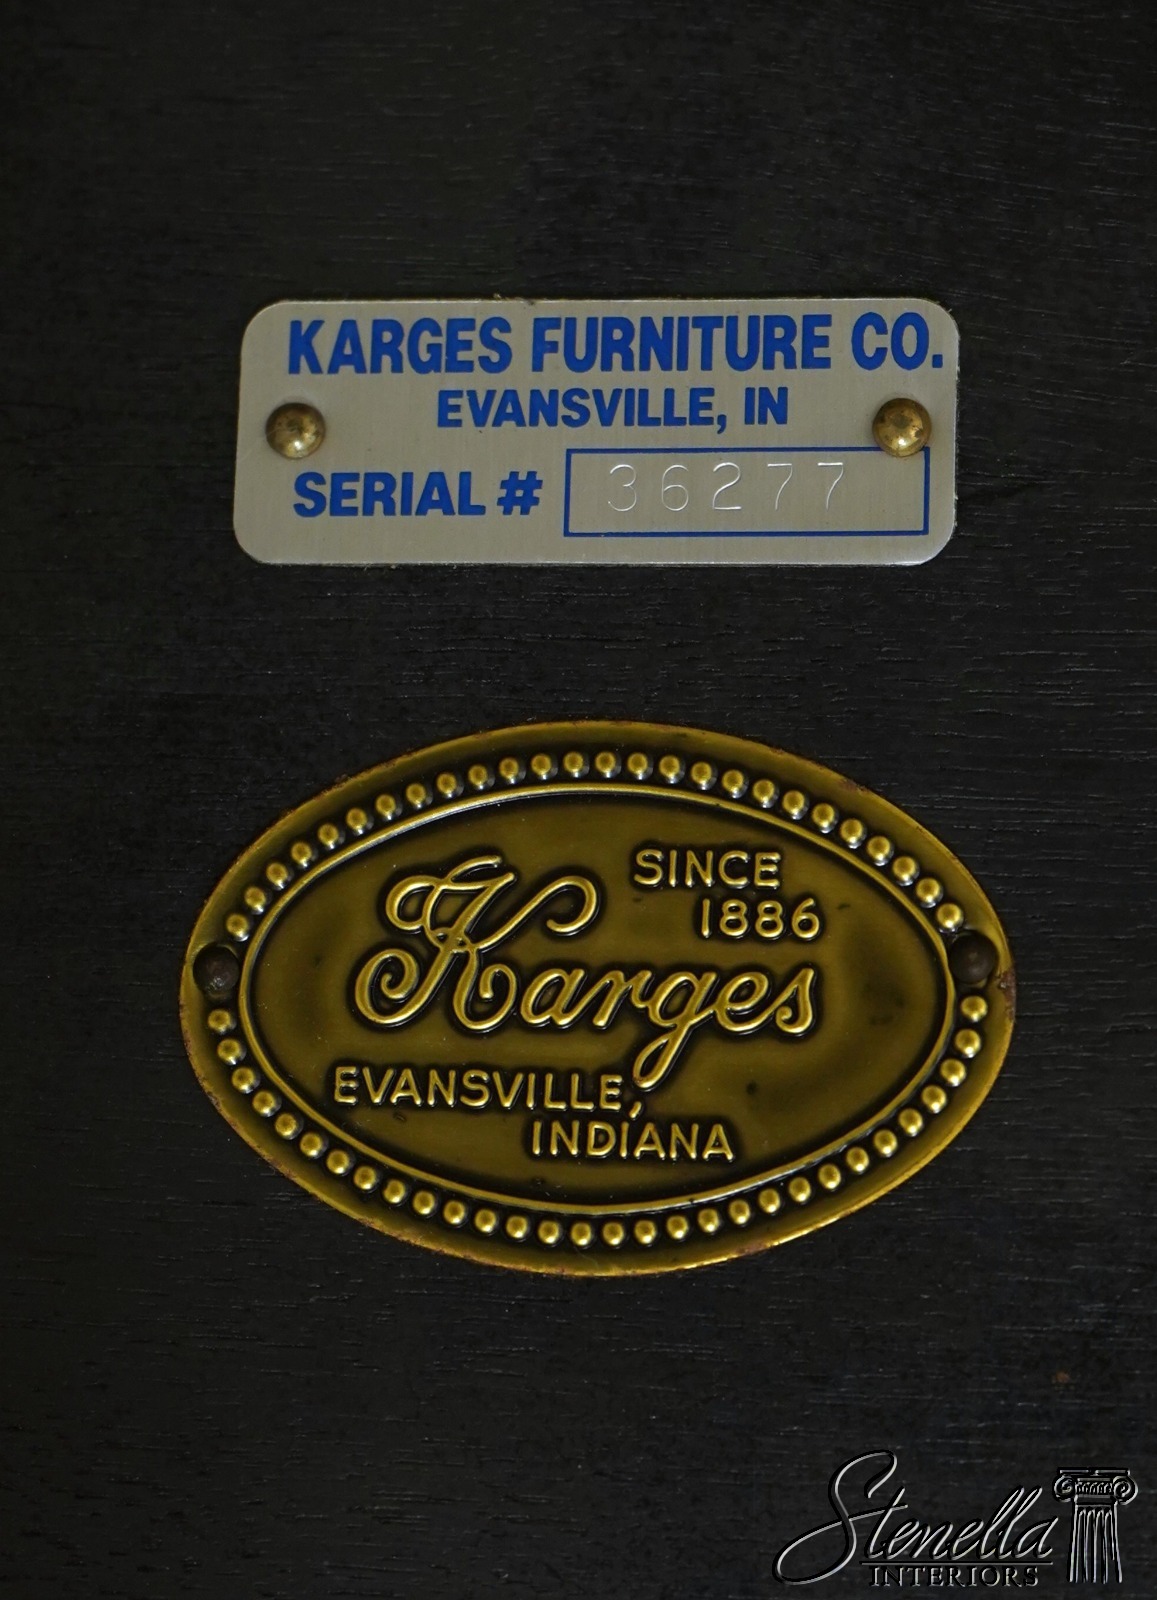 KARGES FURNITURE CO.
EVANSVILLE, IN
SERIAL # 36277
SINCE
1886
Karges
EVANSVILLE,
INDIANA
Stenella
INTERIORS